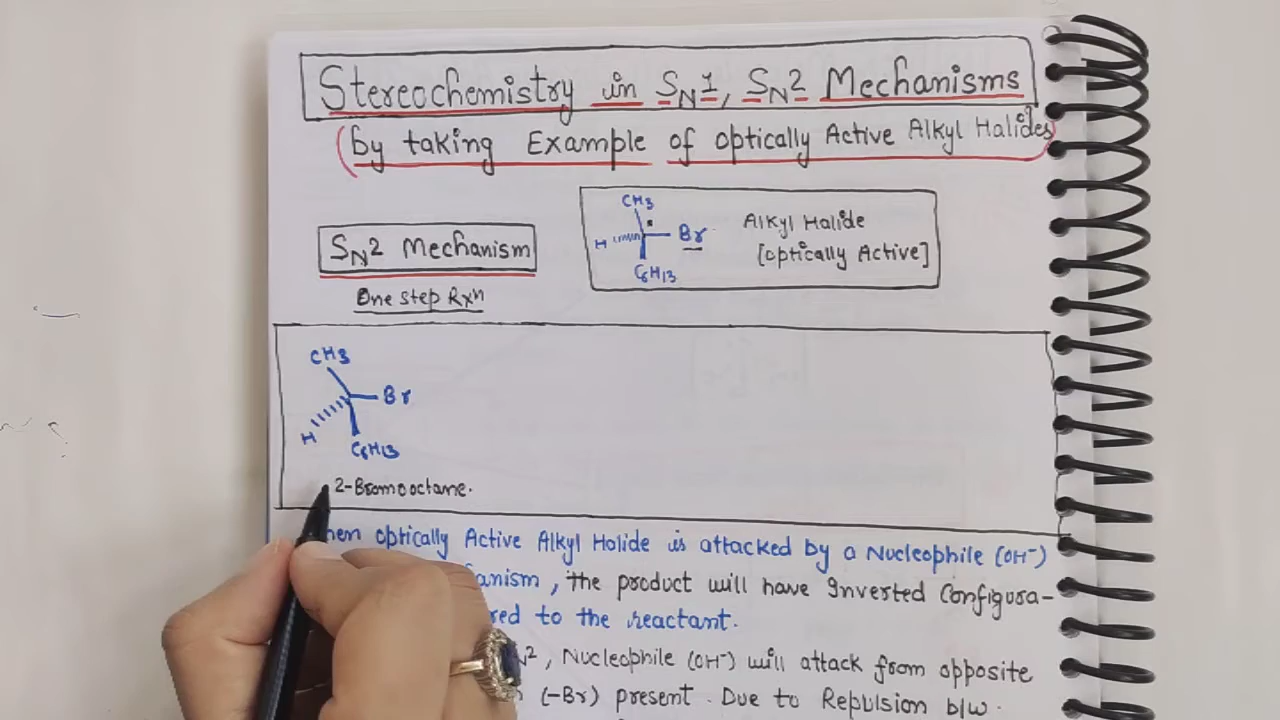 Stereochemistry in SN1, SN2 Mechanisms
(by taking Example of optically Active Alkyl Halides)
CH3
H Br
C6H13
Alkyl Halide
[optically Active]
SN2 Mechanism
One step Rxn
CH3
Br
H
C6H13
2-Bromooctane.
optically Active Alkyl Halide is attacked by a Nucleophile (OH-)
, the product will have Inverted Configura-
to the reactant.
Nucleophile (OH-) will attack from opposite
(-Br) present. Due to Repulsion b/w.